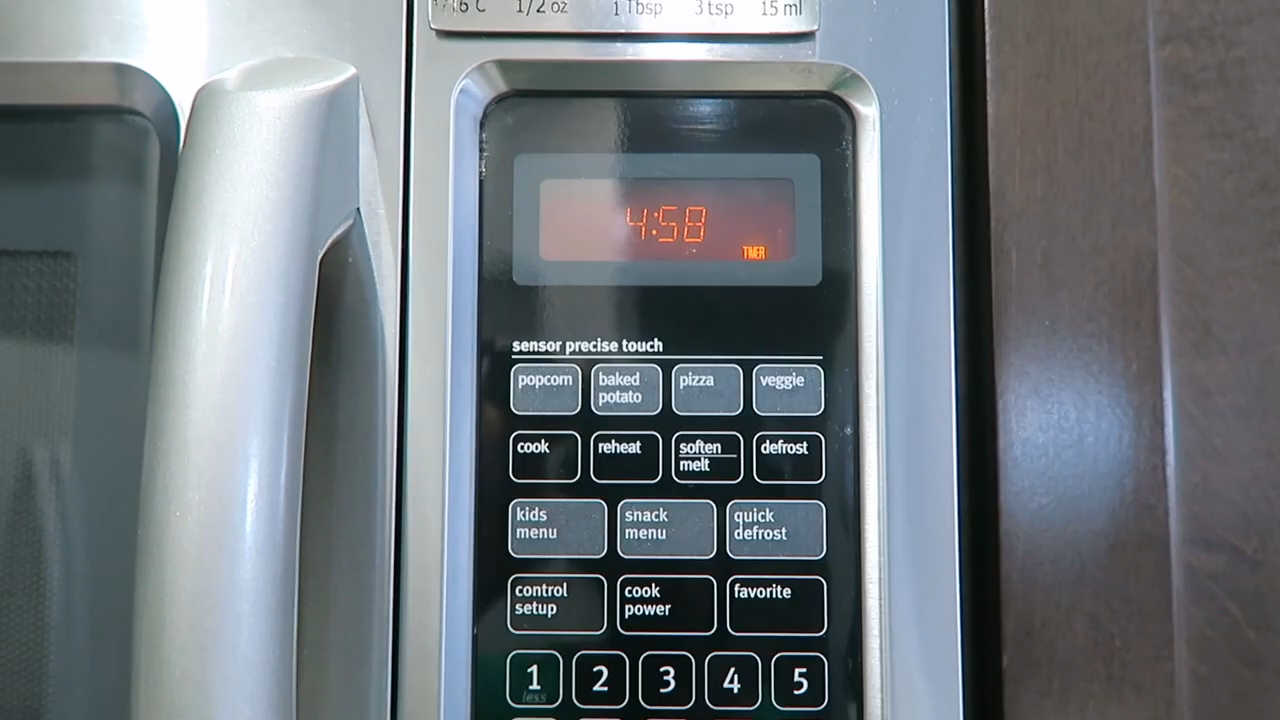 1/16 C 1/2 oz 1 Tbsp 3 tsp 15 ml
4:58
TIMER
sensor precise touch
popcorn baked potato pizza veggie
cook reheat soften melt defrost
kids menu snack menu quick defrost
control setup cook power favorite
1 2 3 4 5
less